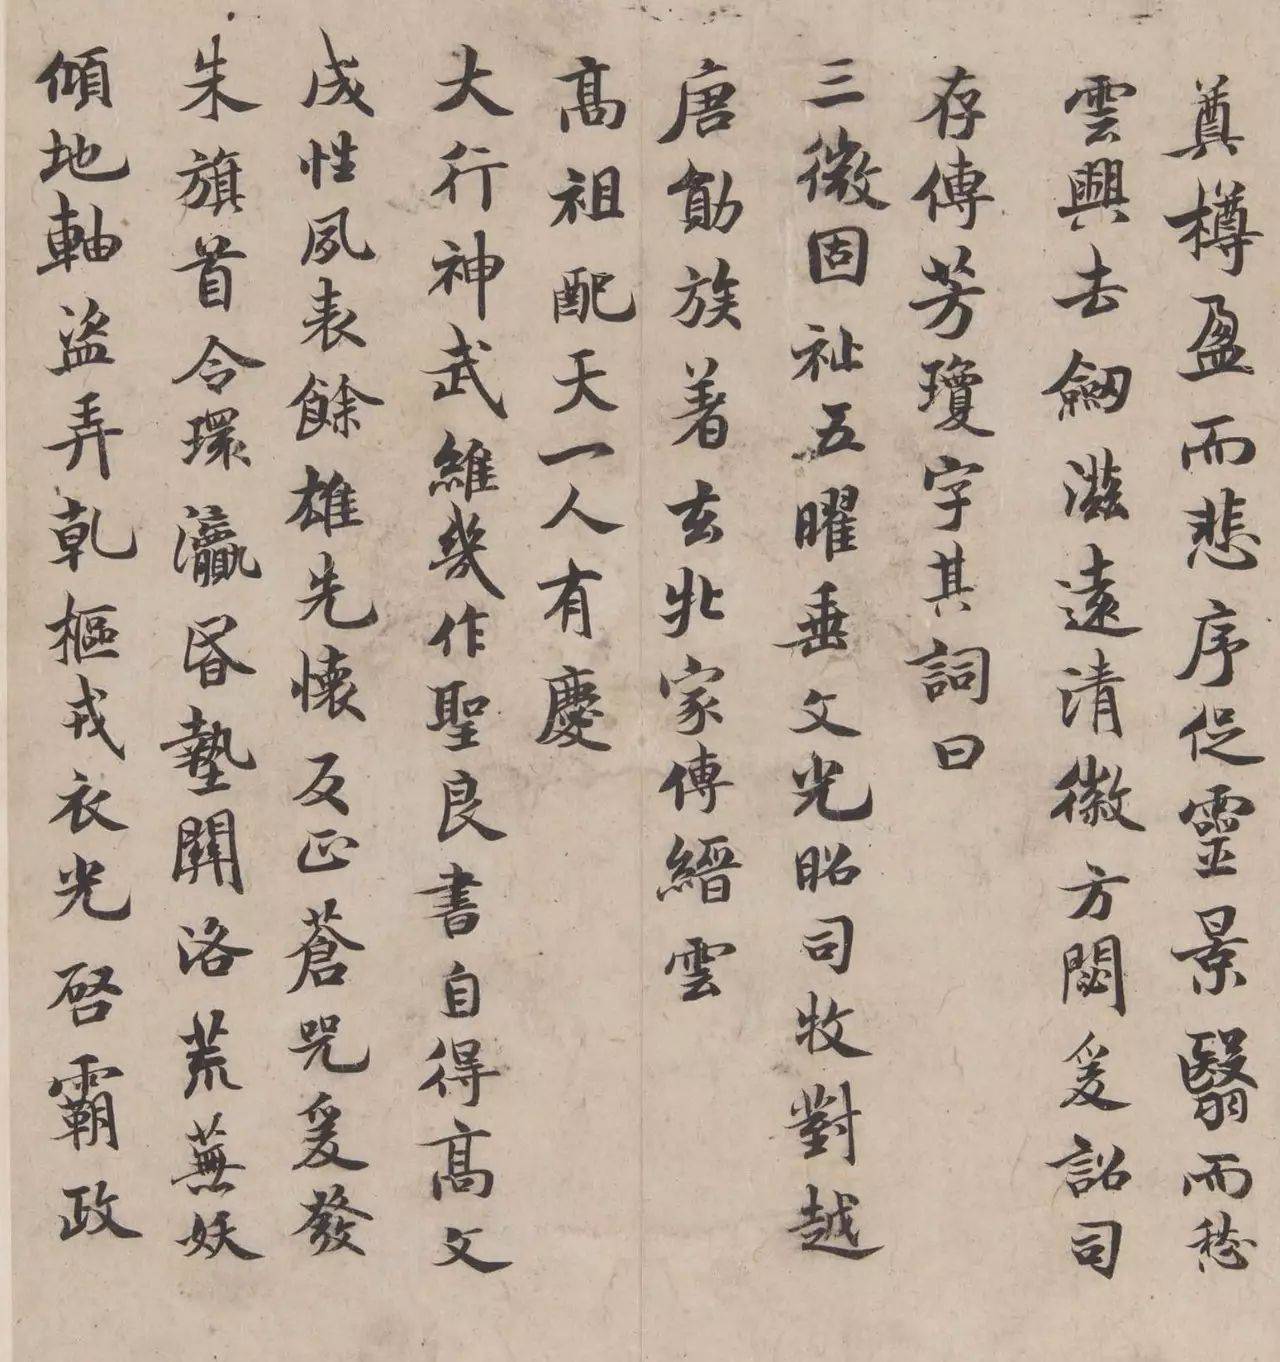 奠樽盈而悲序促靈景翳而愁
雲興去劒滋遠清徽方閟爰詔司
存傳芳瓊字其詞曰
三微固祉五曜垂文光昭司牧對越
唐勛族著玄牝家傳縉雲
高祖配天一人有慶
大行神武維幾作聖良書自得高文
成性夙表餘雄先懷反正蒼兕爰發
朱旗首令環瀛昏墊關洛荒蕪妖
傾地軸盜弄乹樞戎衣光啓霸政